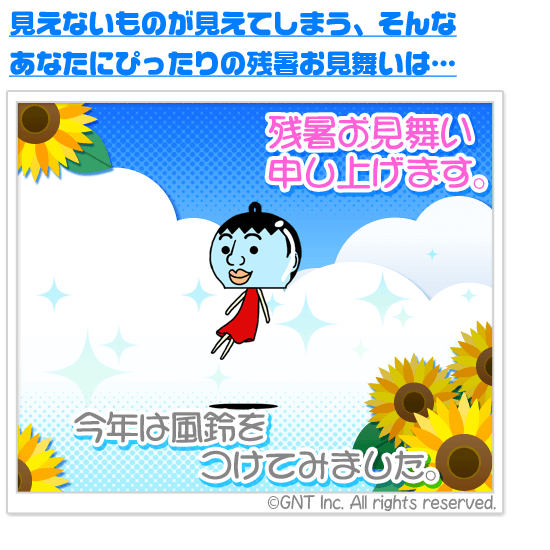 見えないものが見えてしまう、そんな
あなたにぴったりの残暑お見舞いは…
残暑お見舞い
申し上げます。
今年は風鈴を
つけてみました。
©GNT Inc. All rights reserved.